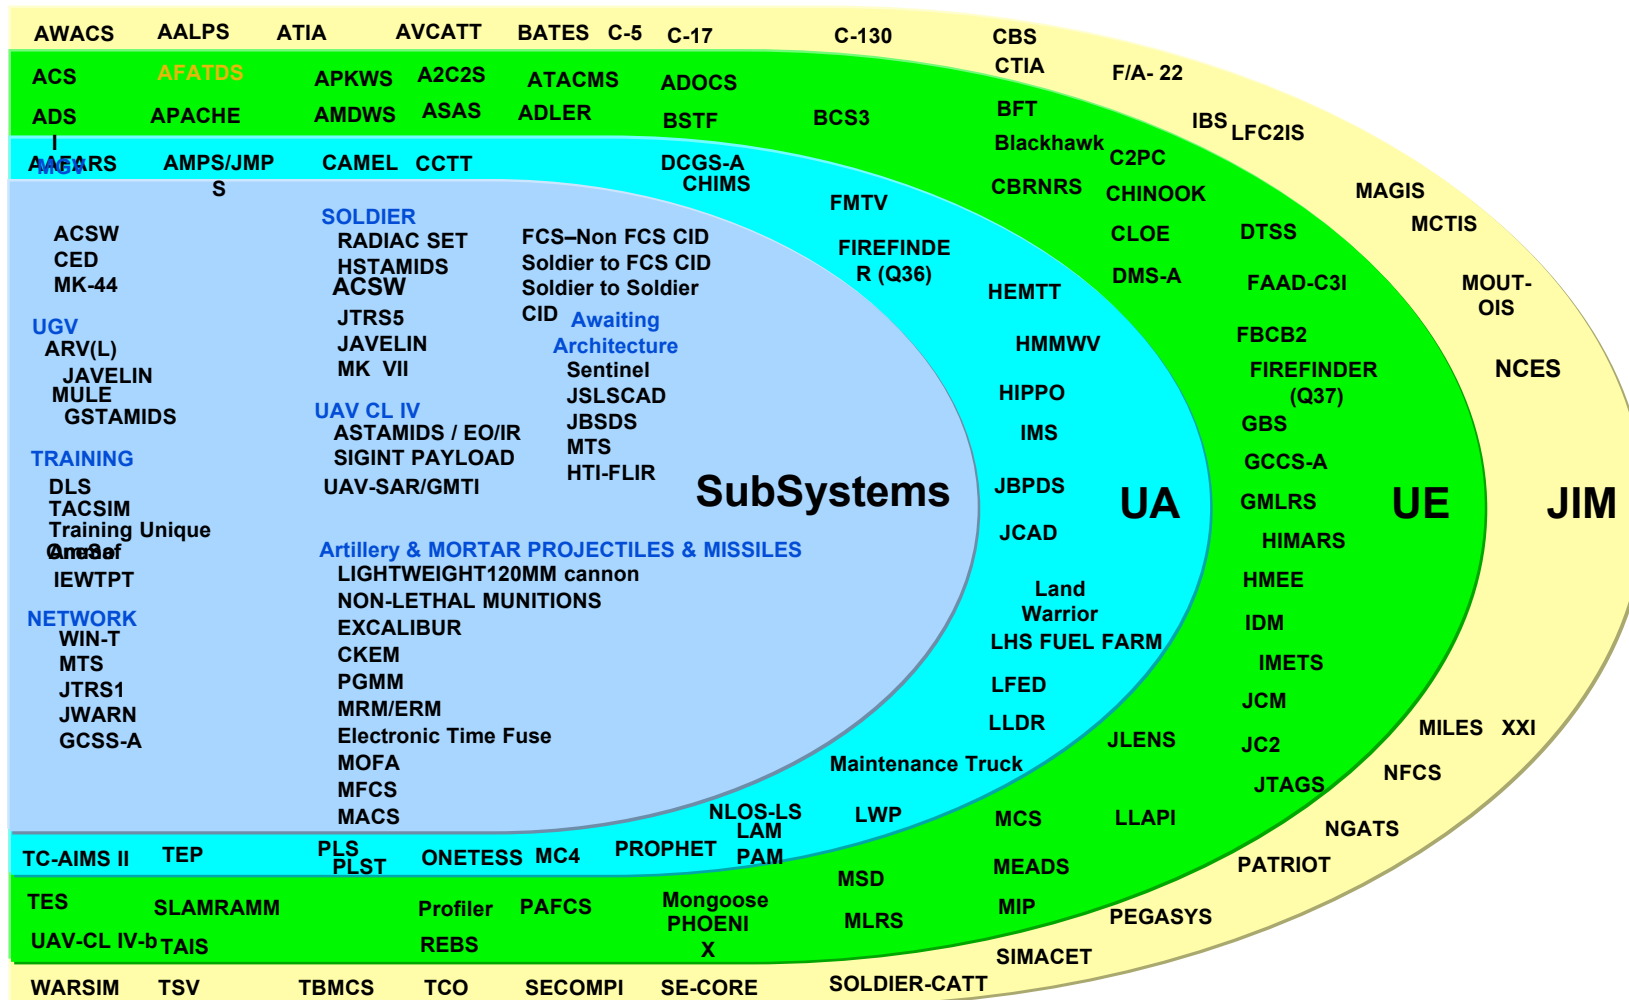 AWACS AALPS ATIA AVCATT BATES C-5 C-17 C-130 CBS
CTIA
F/A- 22
ACS AFATDS APKWS A2C2S ATACMS ADOCS
ADS
I
APACHE AMDWS ASAS ADLER BSTF BCS3 BFT
IBS LFC2IS
Blackhawk
C2PC
AAFARS
MGV
AMPS/JMP
S
CAMEL CCTT DCGS-A
CHIMS
CBRNRS CHINOOK MAGIS
FMTV
MCTIS
SOLDIER
ACSW
CED
MK-44
RADIAC SET
HSTAMIDS
ACSW
JTRS5
JAVELIN
MK VII
FCS–Non FCS CID
Soldier to FCS CID
Soldier to Soldier
CID
Awaiting
Architecture
Sentinel
JSLSCAD
JBSDS
MTS
HTI-FLIR
FIREFINDE
R (Q36)
CLOE DTSS
DMS-A FAAD-C3I
MOUT-
OIS
HEMTT
FBCB2
HMMWV
NCES
FIREFINDER
(Q37)
HIPPO
GBS
IMS
GCCS-A
UGV
ARV(L)
JAVELIN
MULE
GSTAMIDS
UAV CL IV
ASTAMIDS / EO/IR
SIGINT PAYLOAD
UAV-SAR/GMTI
TRAINING
DLS
TACSIM
Training Unique
IEWTPT
SubSystems UA UE JIM
JBPDS
GMLRS
JCAD
HIMARS
HMEE
Land
Warrior
IDM
LHS FUEL FARM
IMETS
LFED
JCM
LLDR
MILES XXI
JLENS JC2
Maintenance Truck
NFCS
JTAGS
Artillery & MORTAR PROJECTILES & MISSILES
LIGHTWEIGHT120MM cannon
NON-LETHAL MUNITIONS
EXCALIBUR
CKEM
PGMM
MRM/ERM
Electronic Time Fuse
MOFA
MFCS
MACS
NETWORK
WIN-T
MTS
JTRS1
JWARN
GCSS-A
NLOS-LS
LAM
PAM
LWP MCS LLAPI
NGATS
TC-AIMS II TEP PLS
PLST
ONETESS MC4 PROPHET
MEADS PATRIOT
MSD
TES SLAMRAMM Profiler PAFCS Mongoose
PHOENI
X
MLRS MIP PEGASYS
UAV-CL IV-b TAIS REBS
SIMACET
WARSIM TSV TBMCS TCO SECOMPI SE-CORE SOLDIER-CATT